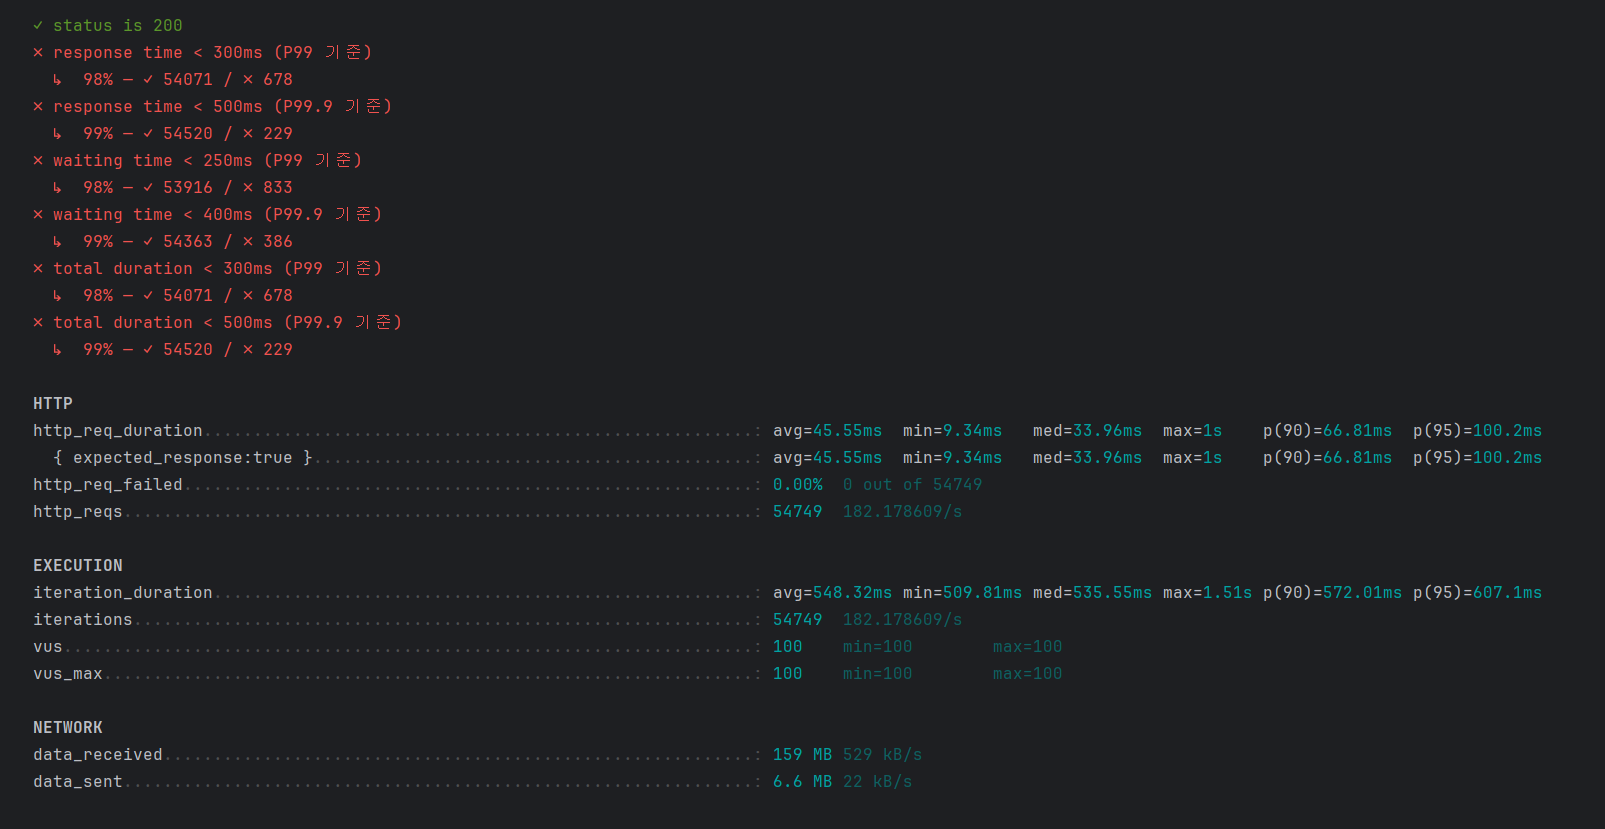 ✓ status is 200
✗ response time < 300ms (P99 기준)
↳  98% — ✓ 54071 / ✗ 678
✗ response time < 500ms (P99.9 기준)
↳  99% — ✓ 54520 / ✗ 229
✗ waiting time < 250ms (P99 기준)
↳  98% — ✓ 53916 / ✗ 833
✗ waiting time < 400ms (P99.9 기준)
↳  99% — ✓ 54363 / ✗ 386
✗ total duration < 300ms (P99 기준)
↳  98% — ✓ 54071 / ✗ 678
✗ total duration < 500ms (P99.9 기준)
↳  99% — ✓ 54520 / ✗ 229
HTTP
http_req_duration.......................................................: avg=45.55ms  min=9.34ms   med=33.96ms  max=1s    p(90)=66.81ms  p(95)=100.2ms
{ expected_response:true }............................................: avg=45.55ms  min=9.34ms   med=33.96ms  max=1s    p(90)=66.81ms  p(95)=100.2ms
http_req_failed.........................................................: 0.00%  0 out of 54749
http_reqs...............................................................: 54749  182.178609/s
EXECUTION
iteration_duration......................................................: avg=548.32ms min=509.81ms med=535.55ms max=1.51s p(90)=572.01ms p(95)=607.1ms
iterations..............................................................: 54749  182.178609/s
vus.....................................................................: 100    min=100        max=100
vus_max.................................................................: 100    min=100        max=100
NETWORK
data_received...........................................................: 159 MB 529 kB/s
data_sent...............................................................: 6.6 MB 22 kB/s